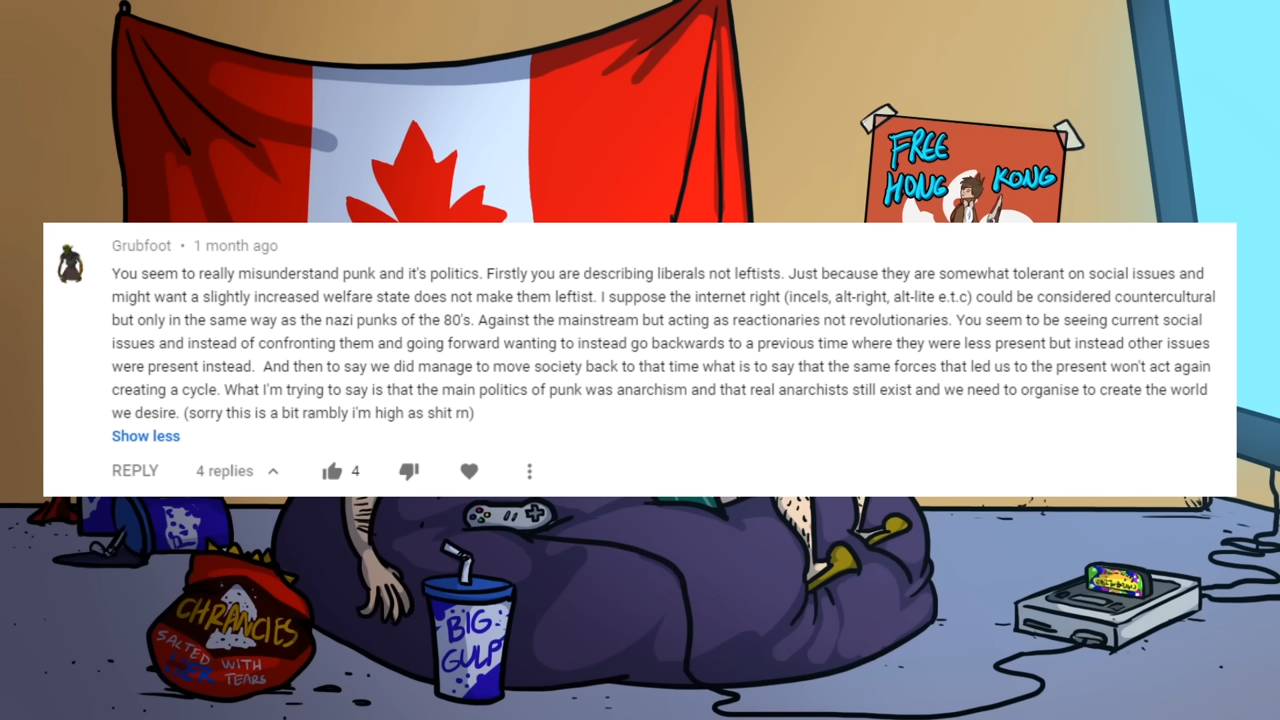 FREE
HONG KONG
Grubfoot • 1 month ago
You seem to really misunderstand punk and it's politics. Firstly you are describing liberals not leftists. Just because they are somewhat tolerant on social issues and
might want a slightly increased welfare state does not make them leftist. I suppose the internet right (incels, alt-right, alt-lite e.t.c) could be considered countercultural
but only in the same way as the nazi punks of the 80's. Against the mainstream but acting as reactionaries not revolutionaries. You seem to be seeing current social
issues and instead of confronting them and going forward wanting to instead go backwards to a previous time where they were less present but instead other issues
were present instead.  And then to say we did manage to move society back to that time what is to say that the same forces that led us to the present won't act again
creating a cycle. What I'm trying to say is that the main politics of punk was anarchism and that real anarchists still exist and we need to organise to create the world
we desire. (sorry this is a bit rambly i'm high as shit rn)
Show less
REPLY 4 replies 4
CHRANCIES
SALTED WITH
HER TEARS
BIG
GULP